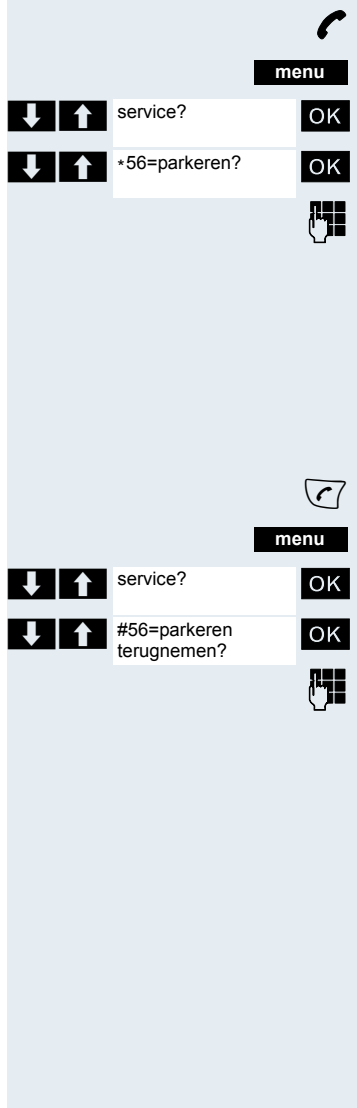 menu
service? OK
*56=parkeren? OK
menu
service? OK
#56=parkeren OK
terugnemen?